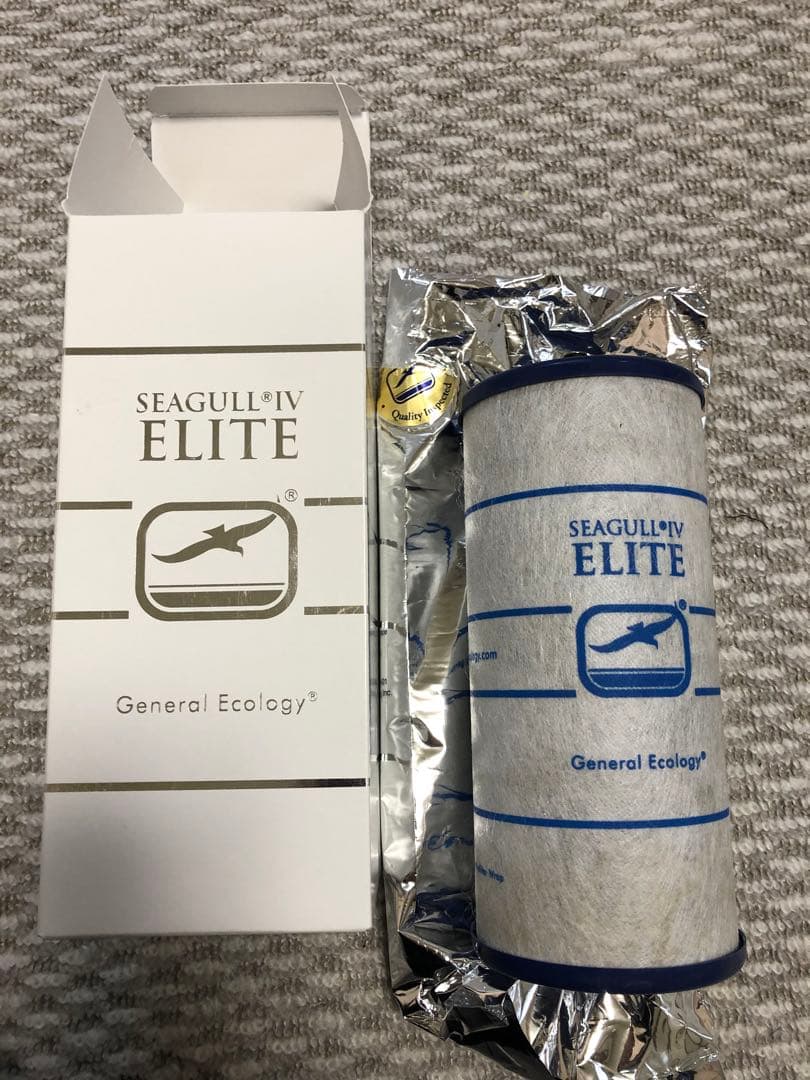 SEAGULL®IV
ELITE
®
General Ecology®
Quality Inspected
SEAGULL®IV
ELITE
®
General Ecology®